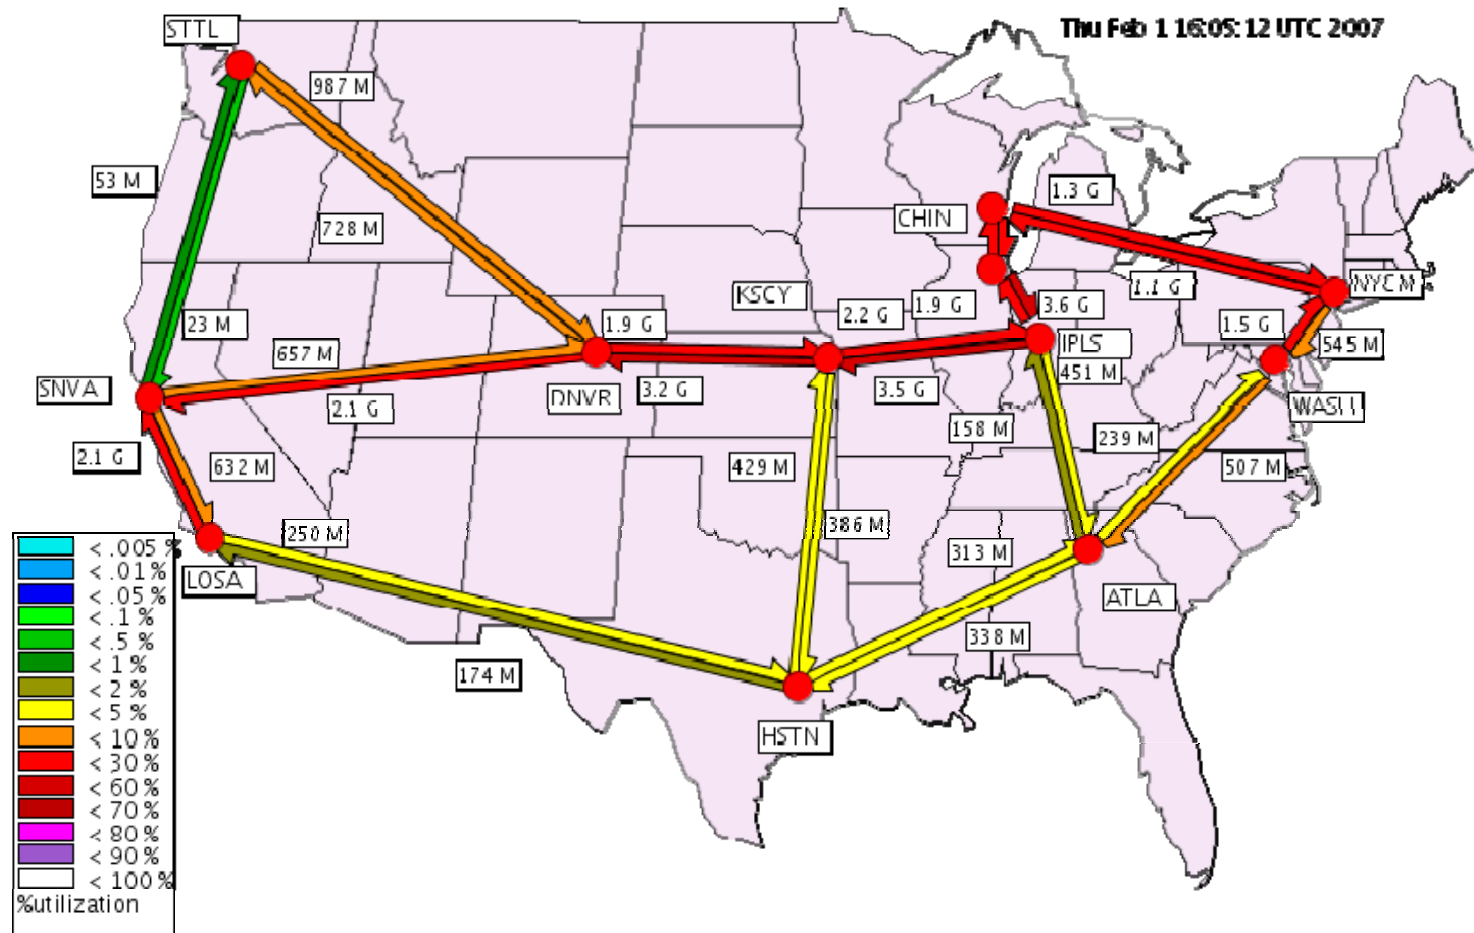 STTL
Thu Feb 1 16:05:12 UTC 2007
987 M
53 M
1.3 G
CHIN
728 M
1.1 G
NYCM
KSCY
1.9 G
3.6 G
23 M
1.9 G
2.2 G
1.5 G
545 M
657 M
IPLS
451 M
SNVA
DNVR
3.2 G
3.5 G
WASH
2.1 G
158 M
239 M
2.1 G
632 M
429 M
507 M
250 M
386 M
313 M
LOSA
ATLA
338 M
174 M
HSTN
< .005 %
< .01 %
< .05 %
< .1 %
< .5 %
< 1 %
< 2 %
< 5 %
< 10 %
< 30 %
< 60 %
< 70 %
< 80 %
< 90 %
< 100 %
%utilization